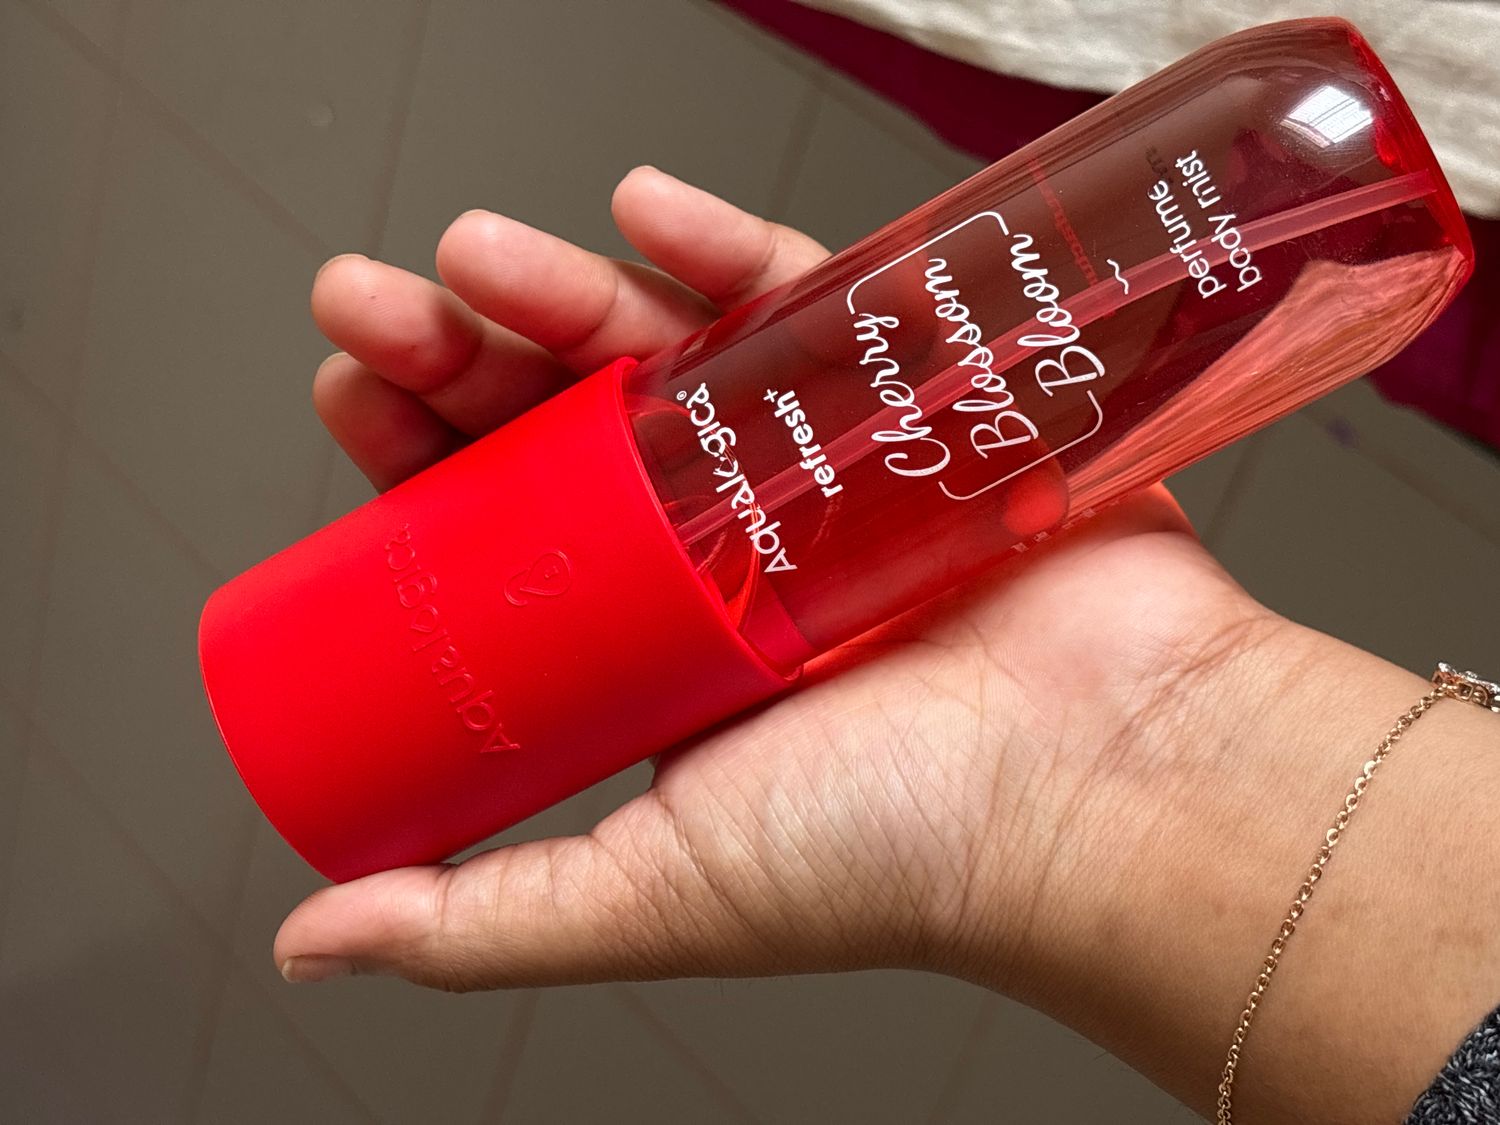 Aqualogica
Aqualogica®
refresh+
Cherry
Blossom
Bloom
~
perfume
body mist